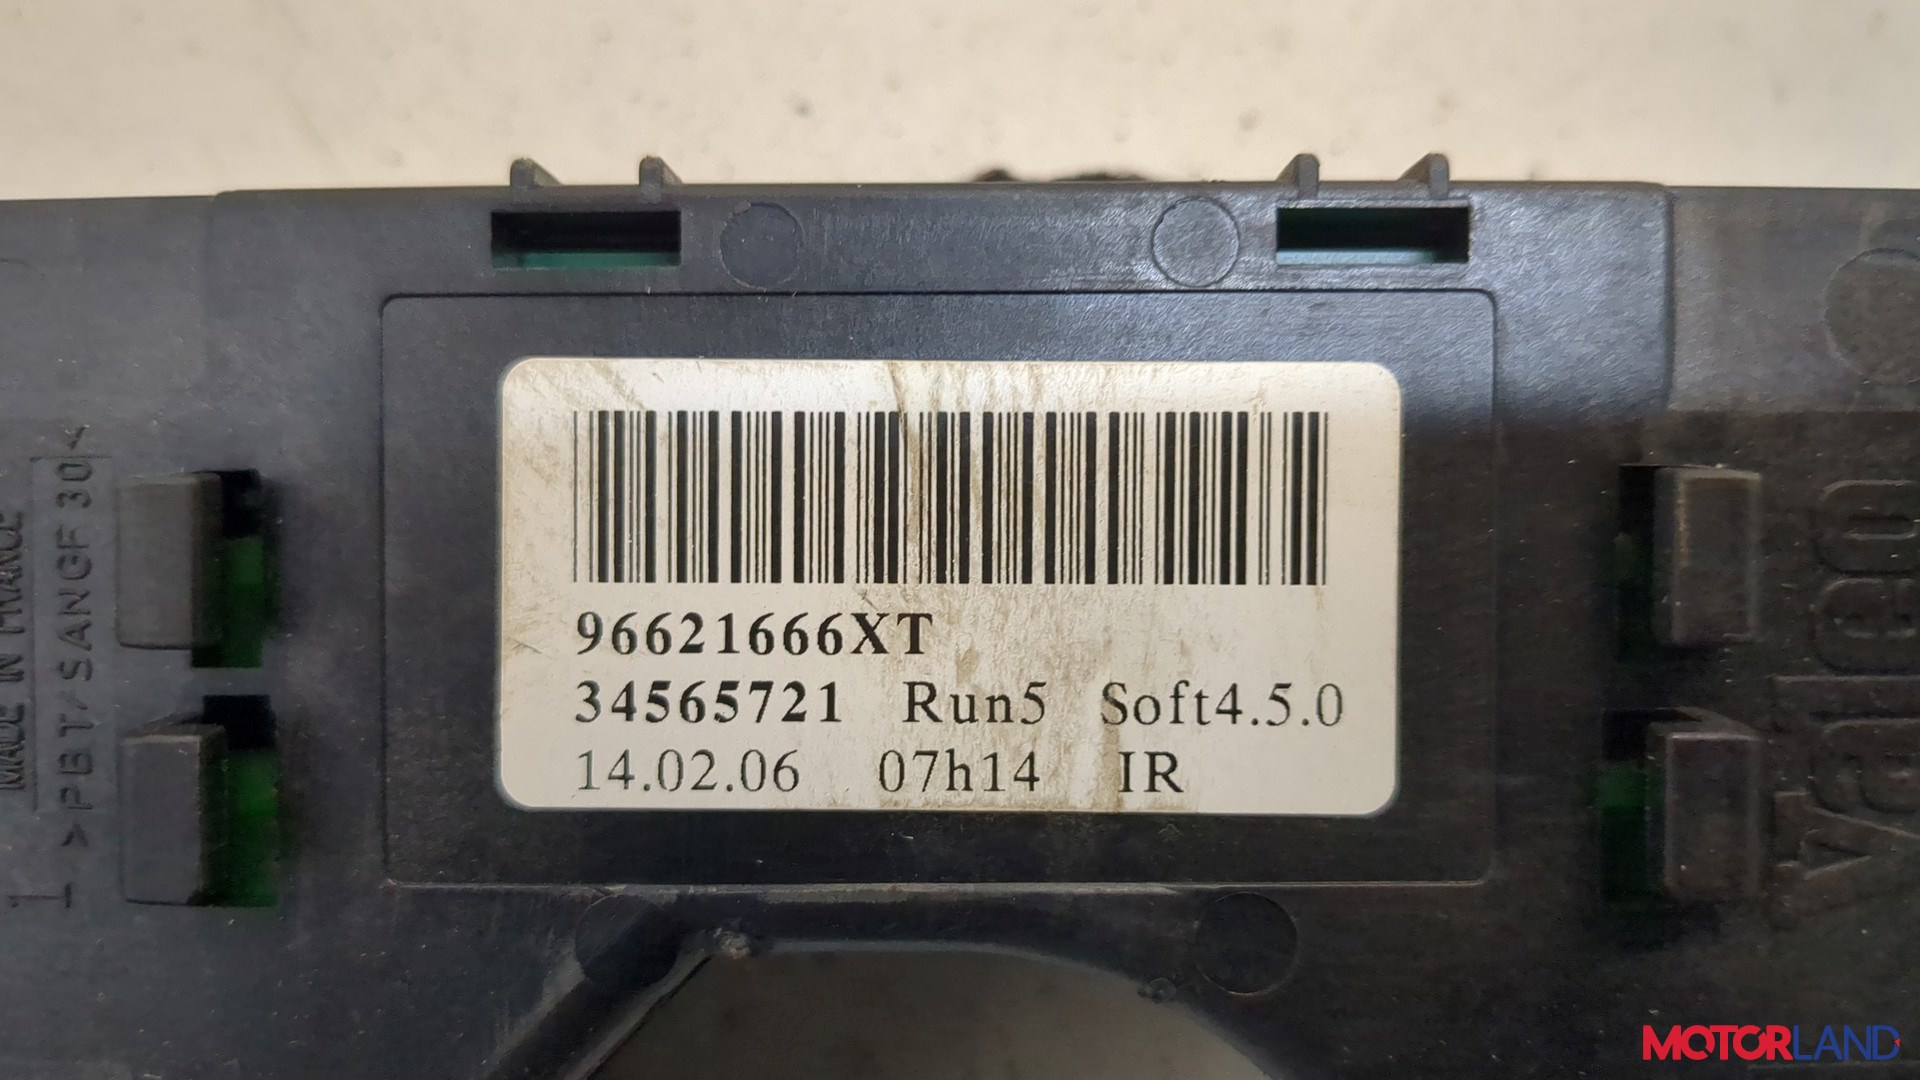 96621666XT
34565721 Run5 Soft4.5.0
14.02.06 07h14 IR
MADE IN FRANCE
>PBT/SANGF 30<
1
Valeo
MOTORLAND